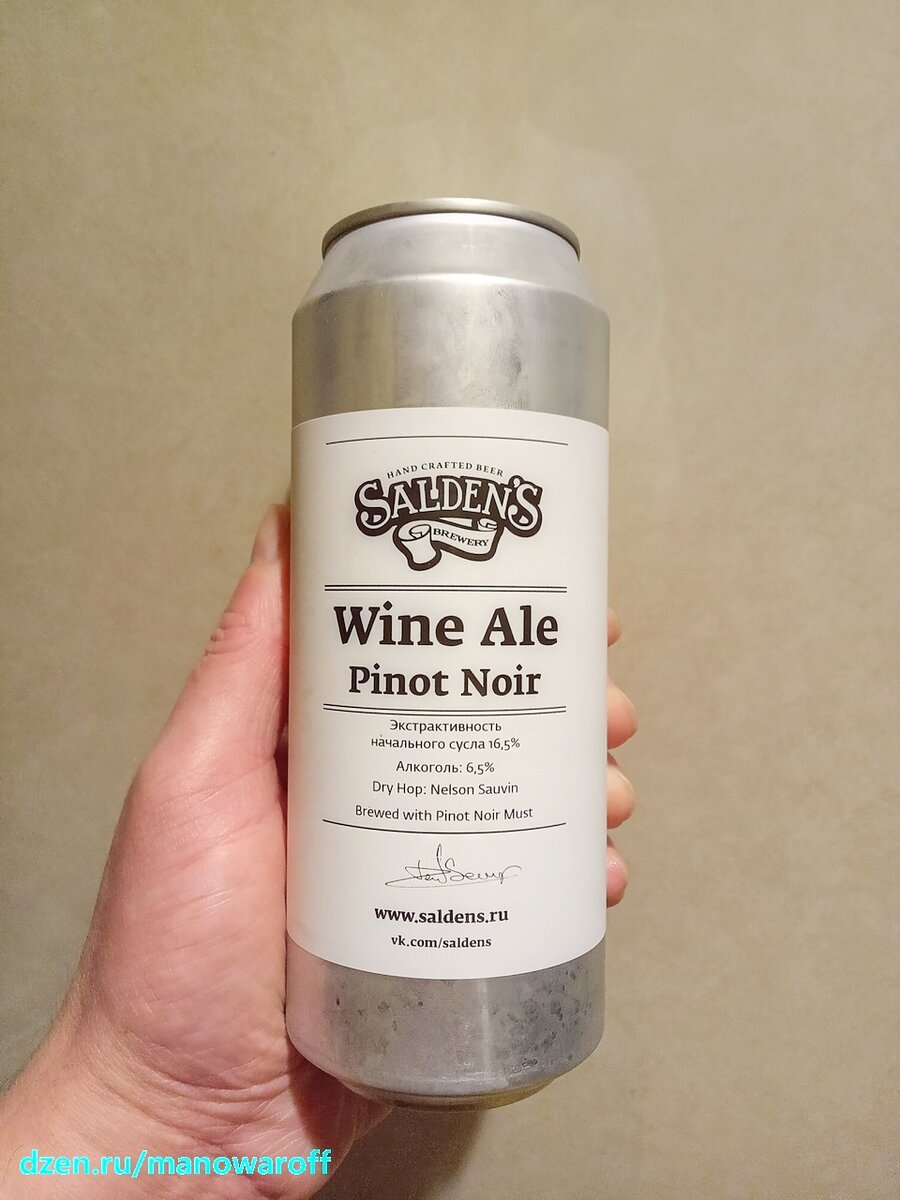 HAND CRAFTED BEER
SALDEN'S
BREWERY
Wine Ale
Pinot Noir
Экстрактивность
начального сусла 16,5%
Алкоголь: 6,5%
Dry Hop: Nelson Sauvin
Brewed with Pinot Noir Must
www.saldens.ru
vk.com/saldens
dzen.ru/manowaroff